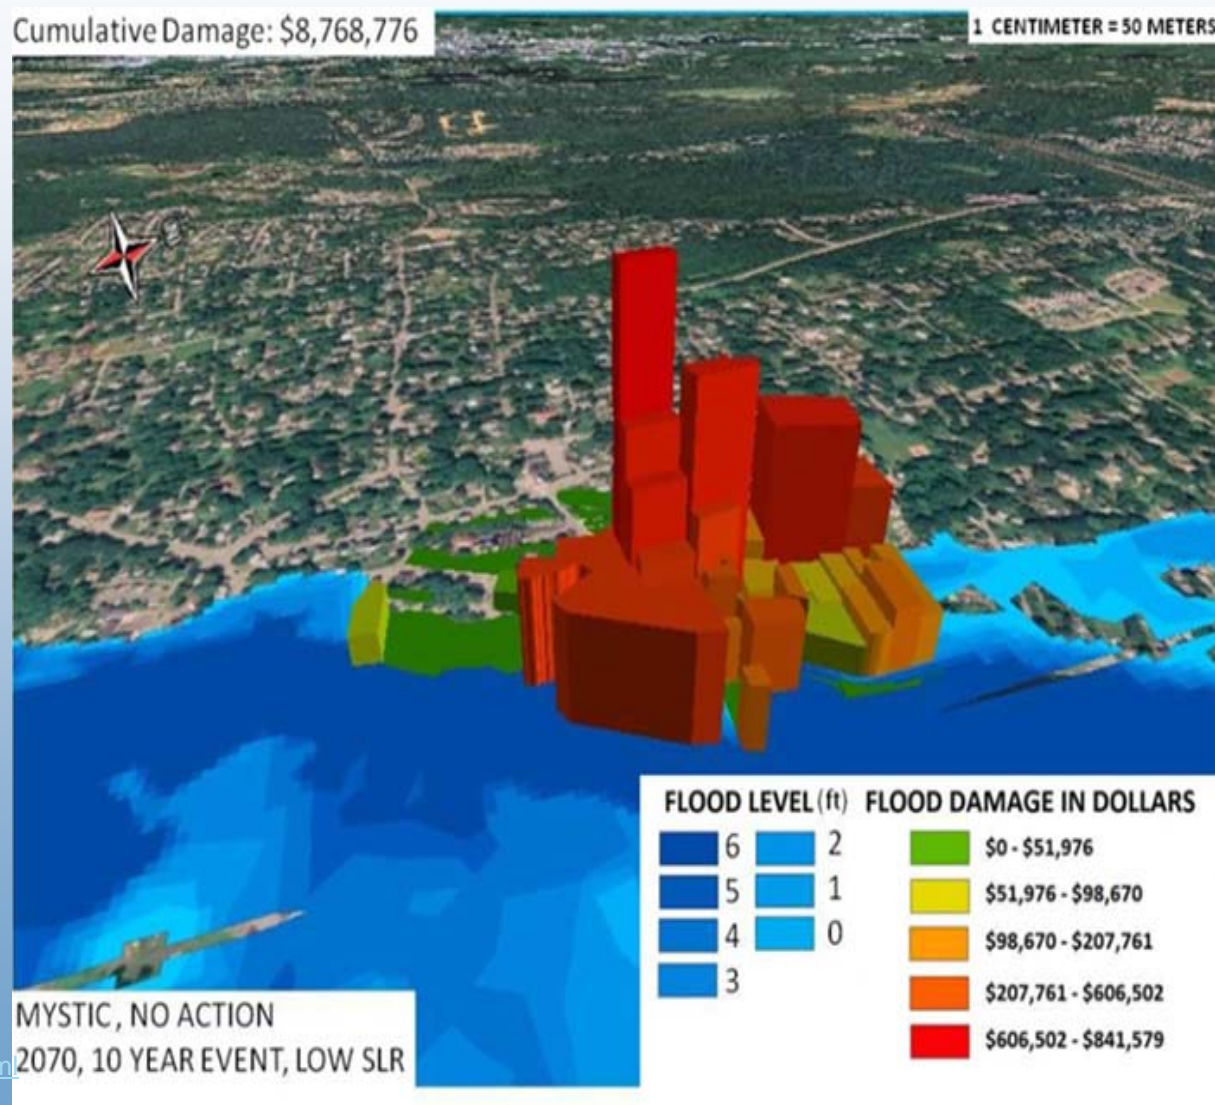 Cumulative Damage: $8,768,776
1 CENTIMETER = 50 METERS
FLOOD LEVEL (ft)
6
5
4
3
2
1
0
FLOOD DAMAGE IN DOLLARS
$0 - $51,976
$51,976 - $98,670
$98,670 - $207,761
$207,761 - $606,502
$606,502 - $841,579
MYSTIC, NO ACTION
2070, 10 YEAR EVENT, LOW SLR